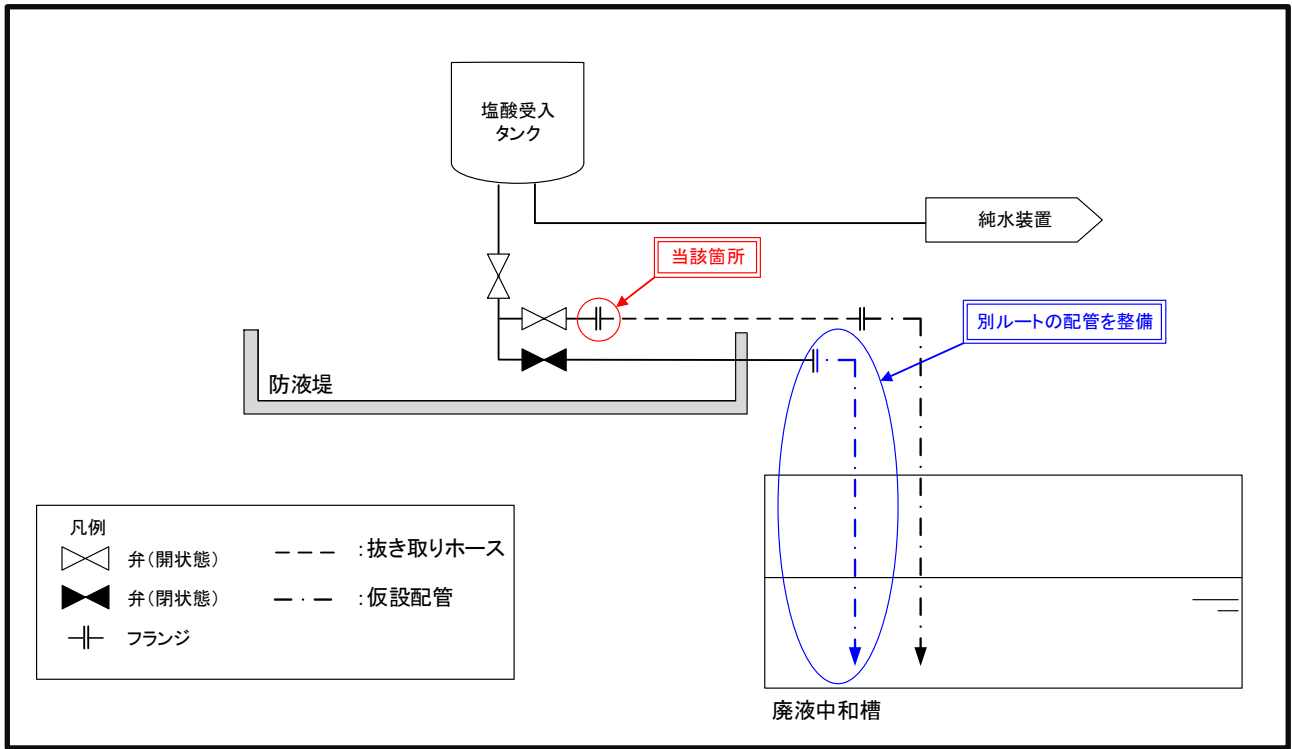 塩酸受入
タンク
純水装置
当該箇所
別ルートの配管を整備
防液堤
凡例
弁(開状態)
:抜き取りホース
弁(閉状態)
:仮設配管
フランジ
廃液中和槽